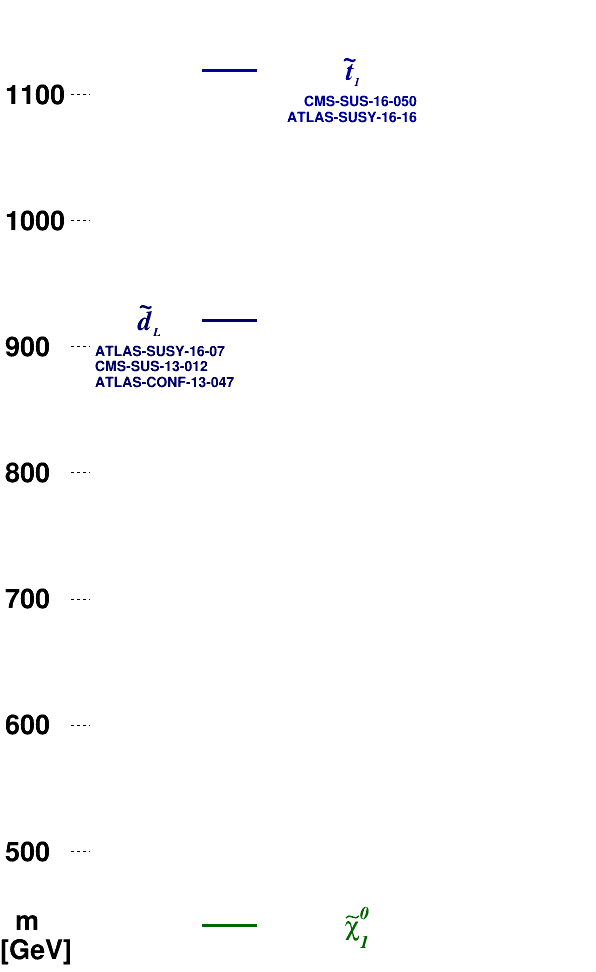 t̃₁
1100
CMS-SUS-16-050
ATLAS-SUSY-16-16
1000
d̃_L
900
ATLAS-SUSY-16-07
CMS-SUS-13-012
ATLAS-CONF-13-047
800
700
600
500
m
[GeV]
χ̃⁰₁